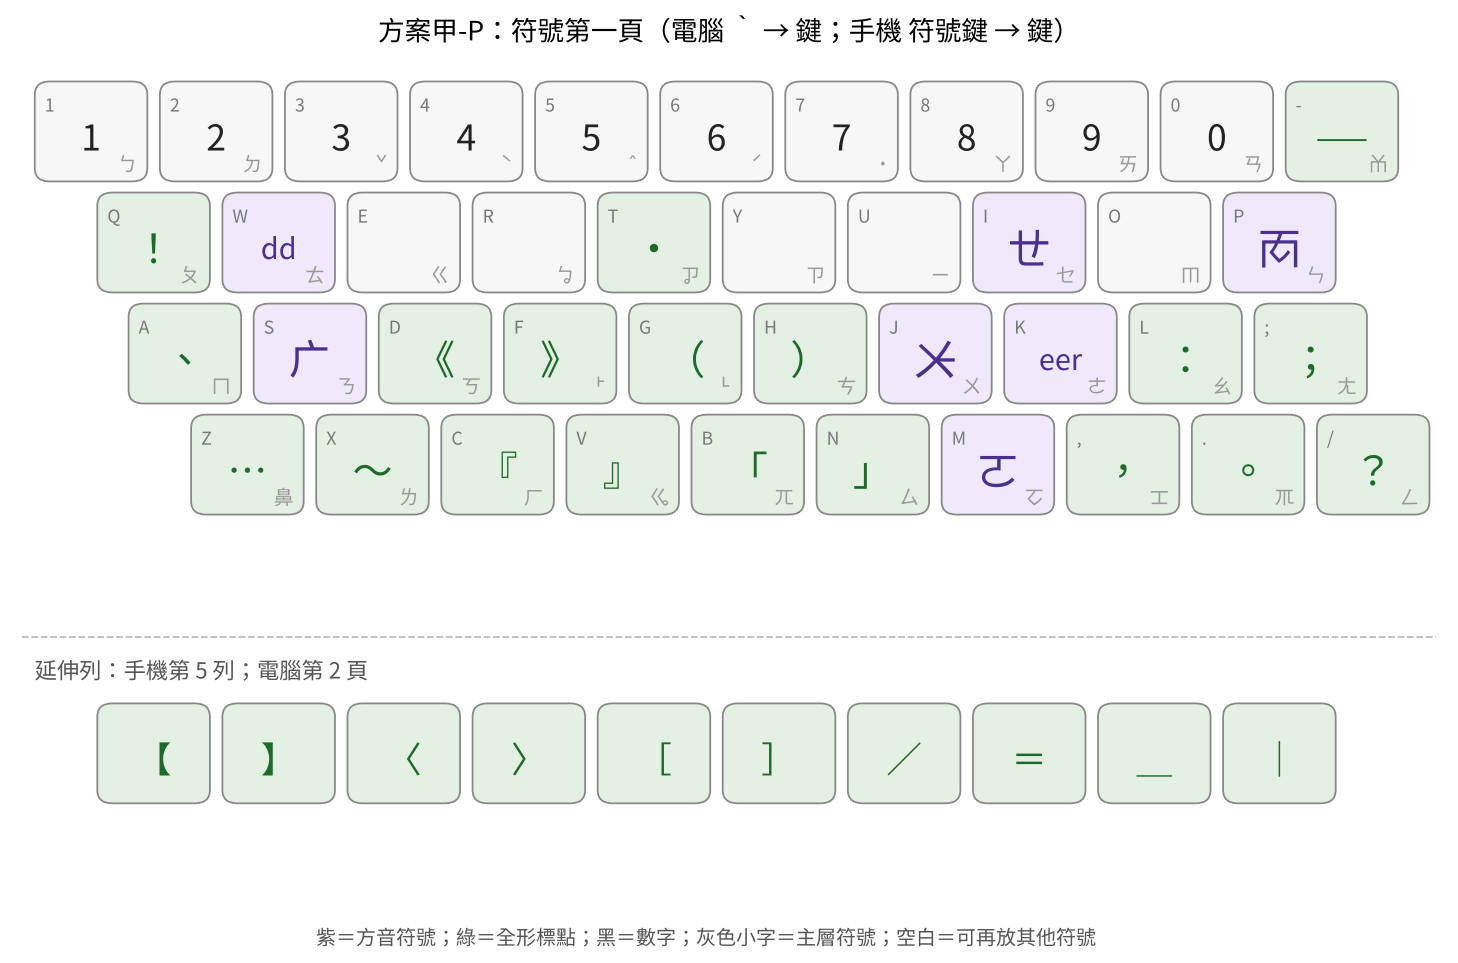 方案甲-P：符號第一頁（電腦 ` → 鍵；手機 符號鍵 → 鍵）
1 1 ㄅ 2 2 ㄉ 3 3 ˇ 4 4 ˋ 5 5 ˆ 6 6 ˊ 7 7 · 8 8 ㄚ 9 9 ㄞ 0 0 ㄢ - —
Q ！ ㄆ W dd ㄊ E ㄍ R ㆠ T · ㆡ Y ㄗ U ㄧ I ㄝ ㆤ O ㆬ P ㄣ
A 、 ㄇ S 广 ㄋ D 《 ㄎ F 》 ㆵ G （ H ） ㄘ J ㄨ K eer ㄜ L ： ㄠ ; ； ㄤ
Z … X ～ ㄌ C 『 ㄏ V 』 ㆣ B 「 ㄫ N 」 ㄙ M ㄛ , ， ㄥ . 。 / ？ ㄥ
延伸列：手機第 5 列；電腦第 2 頁
【 】 〈 〉 ［ ］ ／ ＝ ＿ ｜
紫＝方音符號；綠＝全形標點；黑＝數字；灰色小字＝主層符號；空白＝可再放其他符號